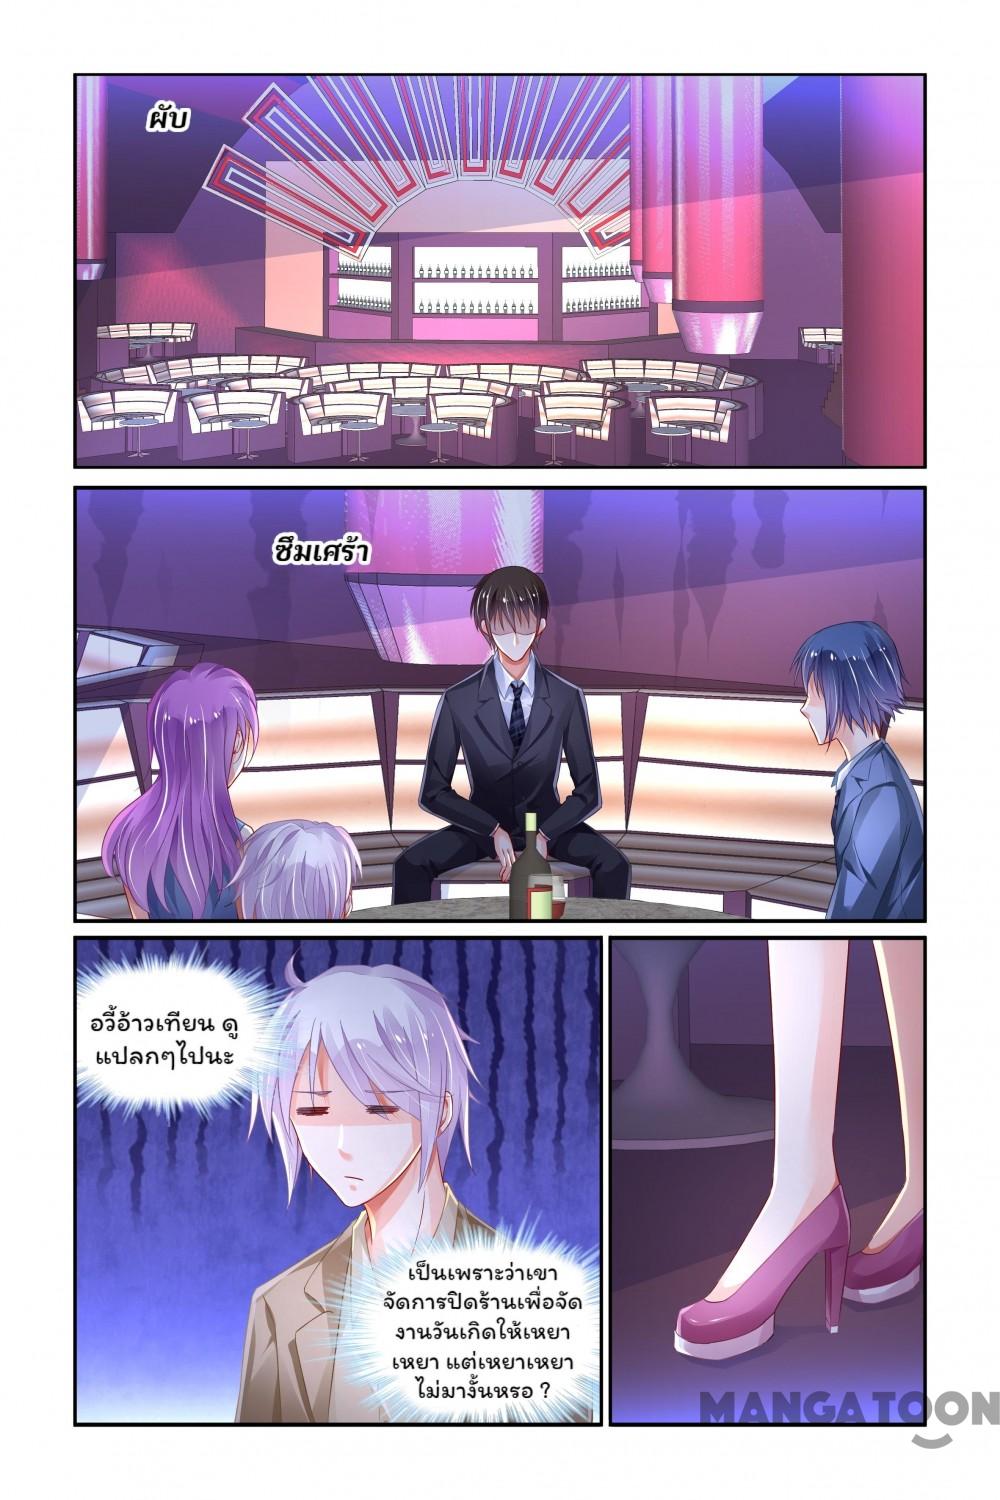 ผับ
ซึมเศร้า
อวี้อ้าวเทียน ดู
แปลกๆไปนะ
เป็นเพราะว่าเขา
จัดการปิดร้านเพื่อจัด
งานวันเกิดให้เหยา
เหยา แต่เหยาเหยา
ไม่มางั้นหรอ ?
MANGATOON